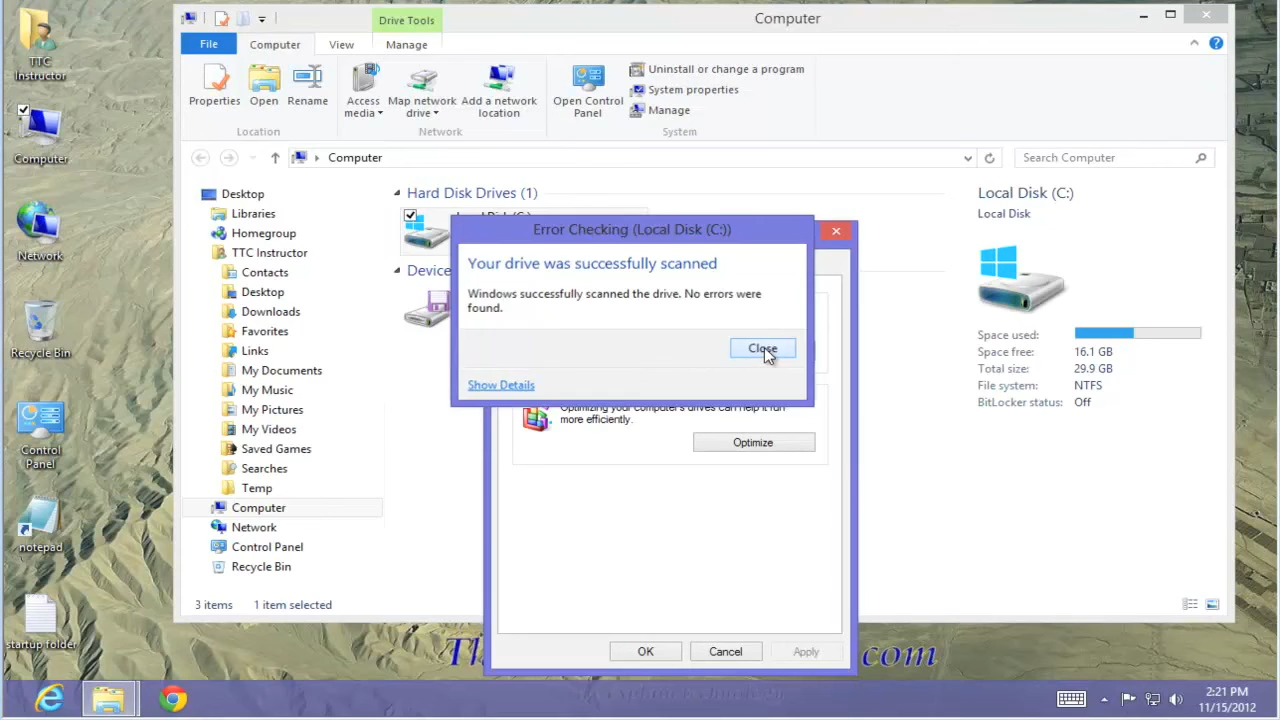 TTC
Instructor
Computer
Network
Recycle Bin
Control
Panel
notepad
startup folder
Drive Tools
Computer
File
Computer
View
Manage
Properties
Open
Rename
Access
media
Map network
drive
Add a network
location
Open Control
Panel
Uninstall or change a program
System properties
Manage
Location
Network
System
Computer
Search Computer
Desktop
Libraries
Homegroup
TTC Instructor
Contacts
Desktop
Downloads
Favorites
Links
My Documents
My Music
My Pictures
My Videos
Saved Games
Searches
Temp
Computer
Network
Control Panel
Recycle Bin
3 items
1 item selected
Hard Disk Drives (1)
Error Checking (Local Disk (C:))
Your drive was successfully scanned
Windows successfully scanned the drive. No errors were
found.
Close
Show Details
Optimizing your computer's drives can help it run
more efficiently.
Optimize
OK
Cancel
Apply
Local Disk (C:)
Local Disk
Space used:
Space free: 16.1 GB
Total size: 29.9 GB
File system: NTFS
BitLocker status: Off
com
2:21 PM
11/15/2012